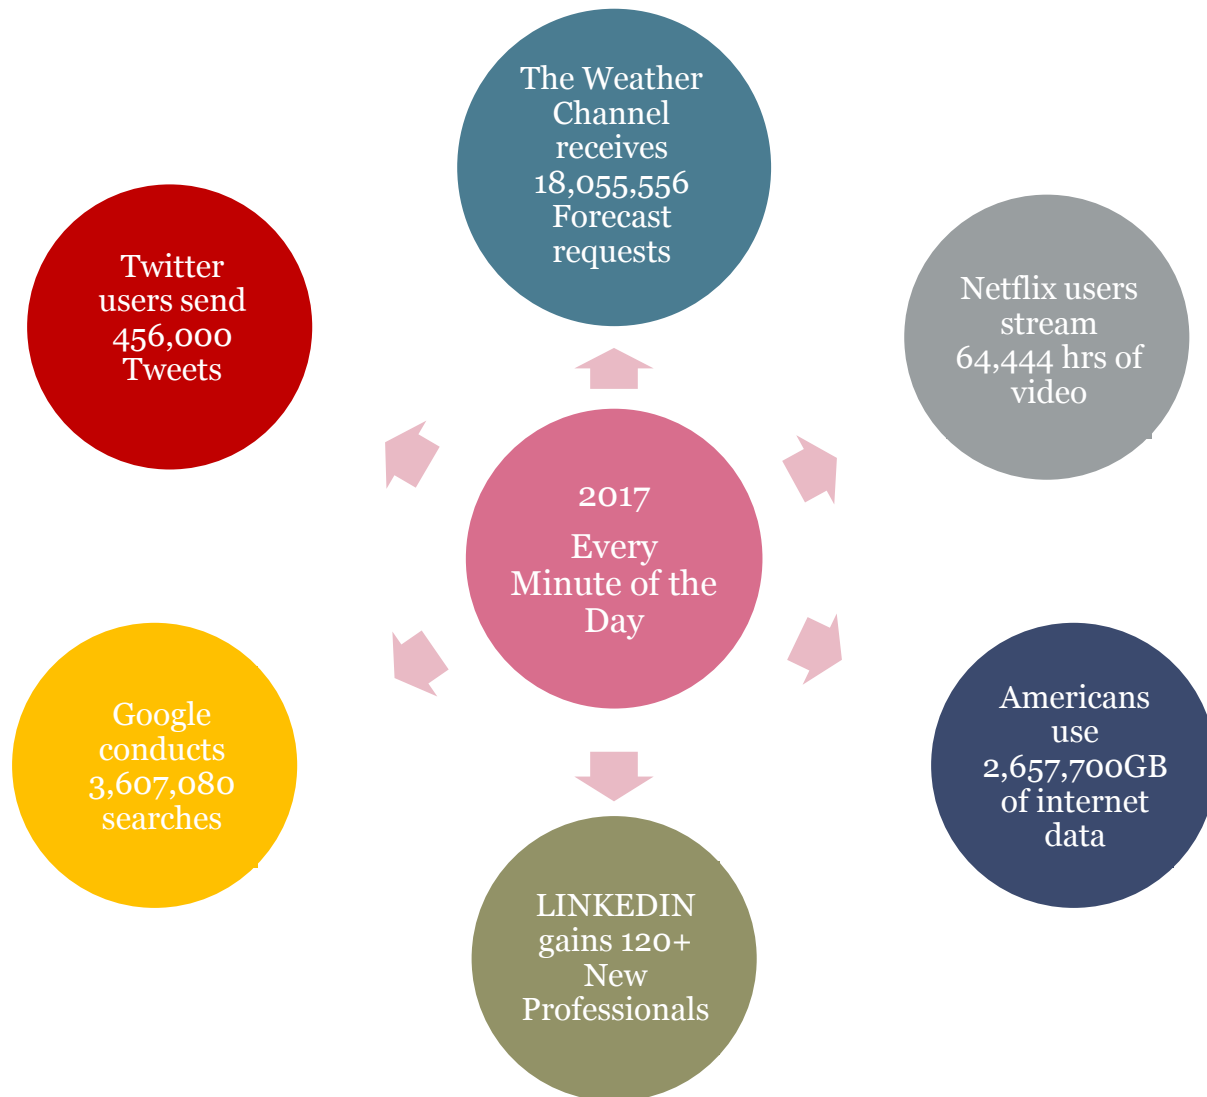 The Weather
Channel
receives
18,055,556
Forecast
requests
Twitter
users send
456,000
Tweets
Netflix users
stream
64,444 hrs of
video
2017
Every
Minute of the
Day
Google
conducts
3,607,080
searches
Americans
use
2,657,700GB
of internet
data
LINKEDIN
gains 120+
New
Professionals